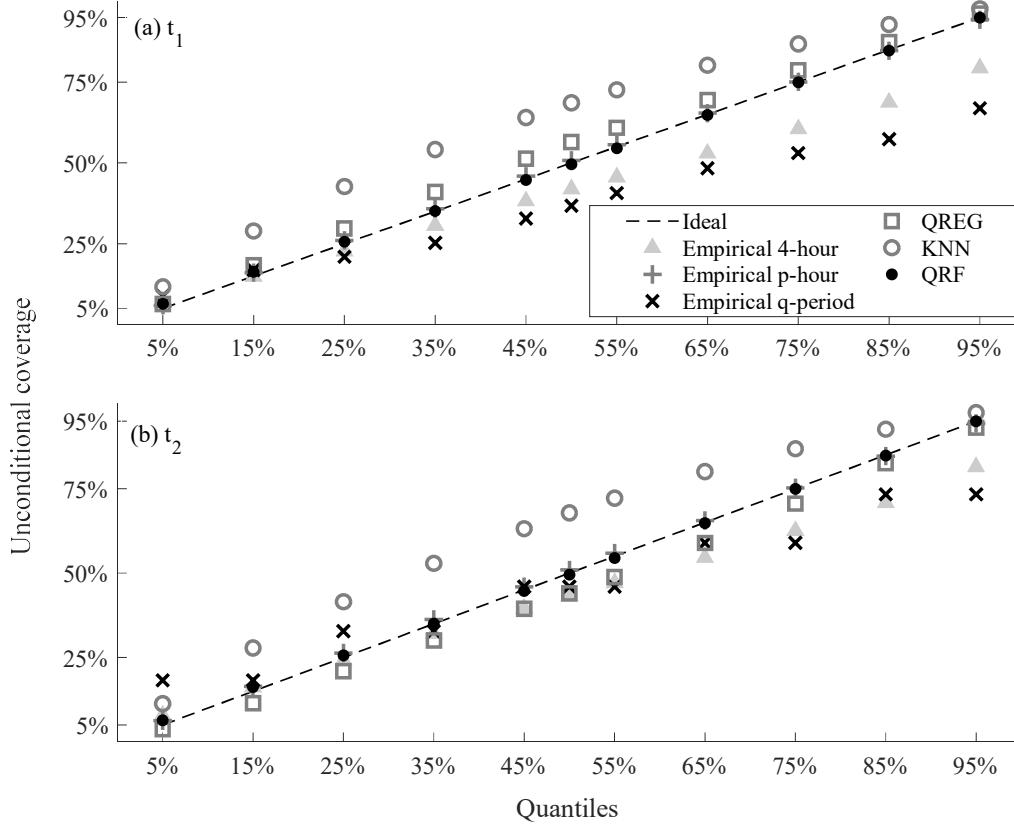 (a) t1
95%
75%
50%
25%
5%
Ideal
Empirical 4-hour
Empirical p-hour
Empirical q-period
QREG
KNN
QRF
5% 15% 25% 35% 45% 55% 65% 75% 85% 95%
Unconditional coverage
(b) t2
95%
75%
50%
25%
5%
5% 15% 25% 35% 45% 55% 65% 75% 85% 95%
Quantiles